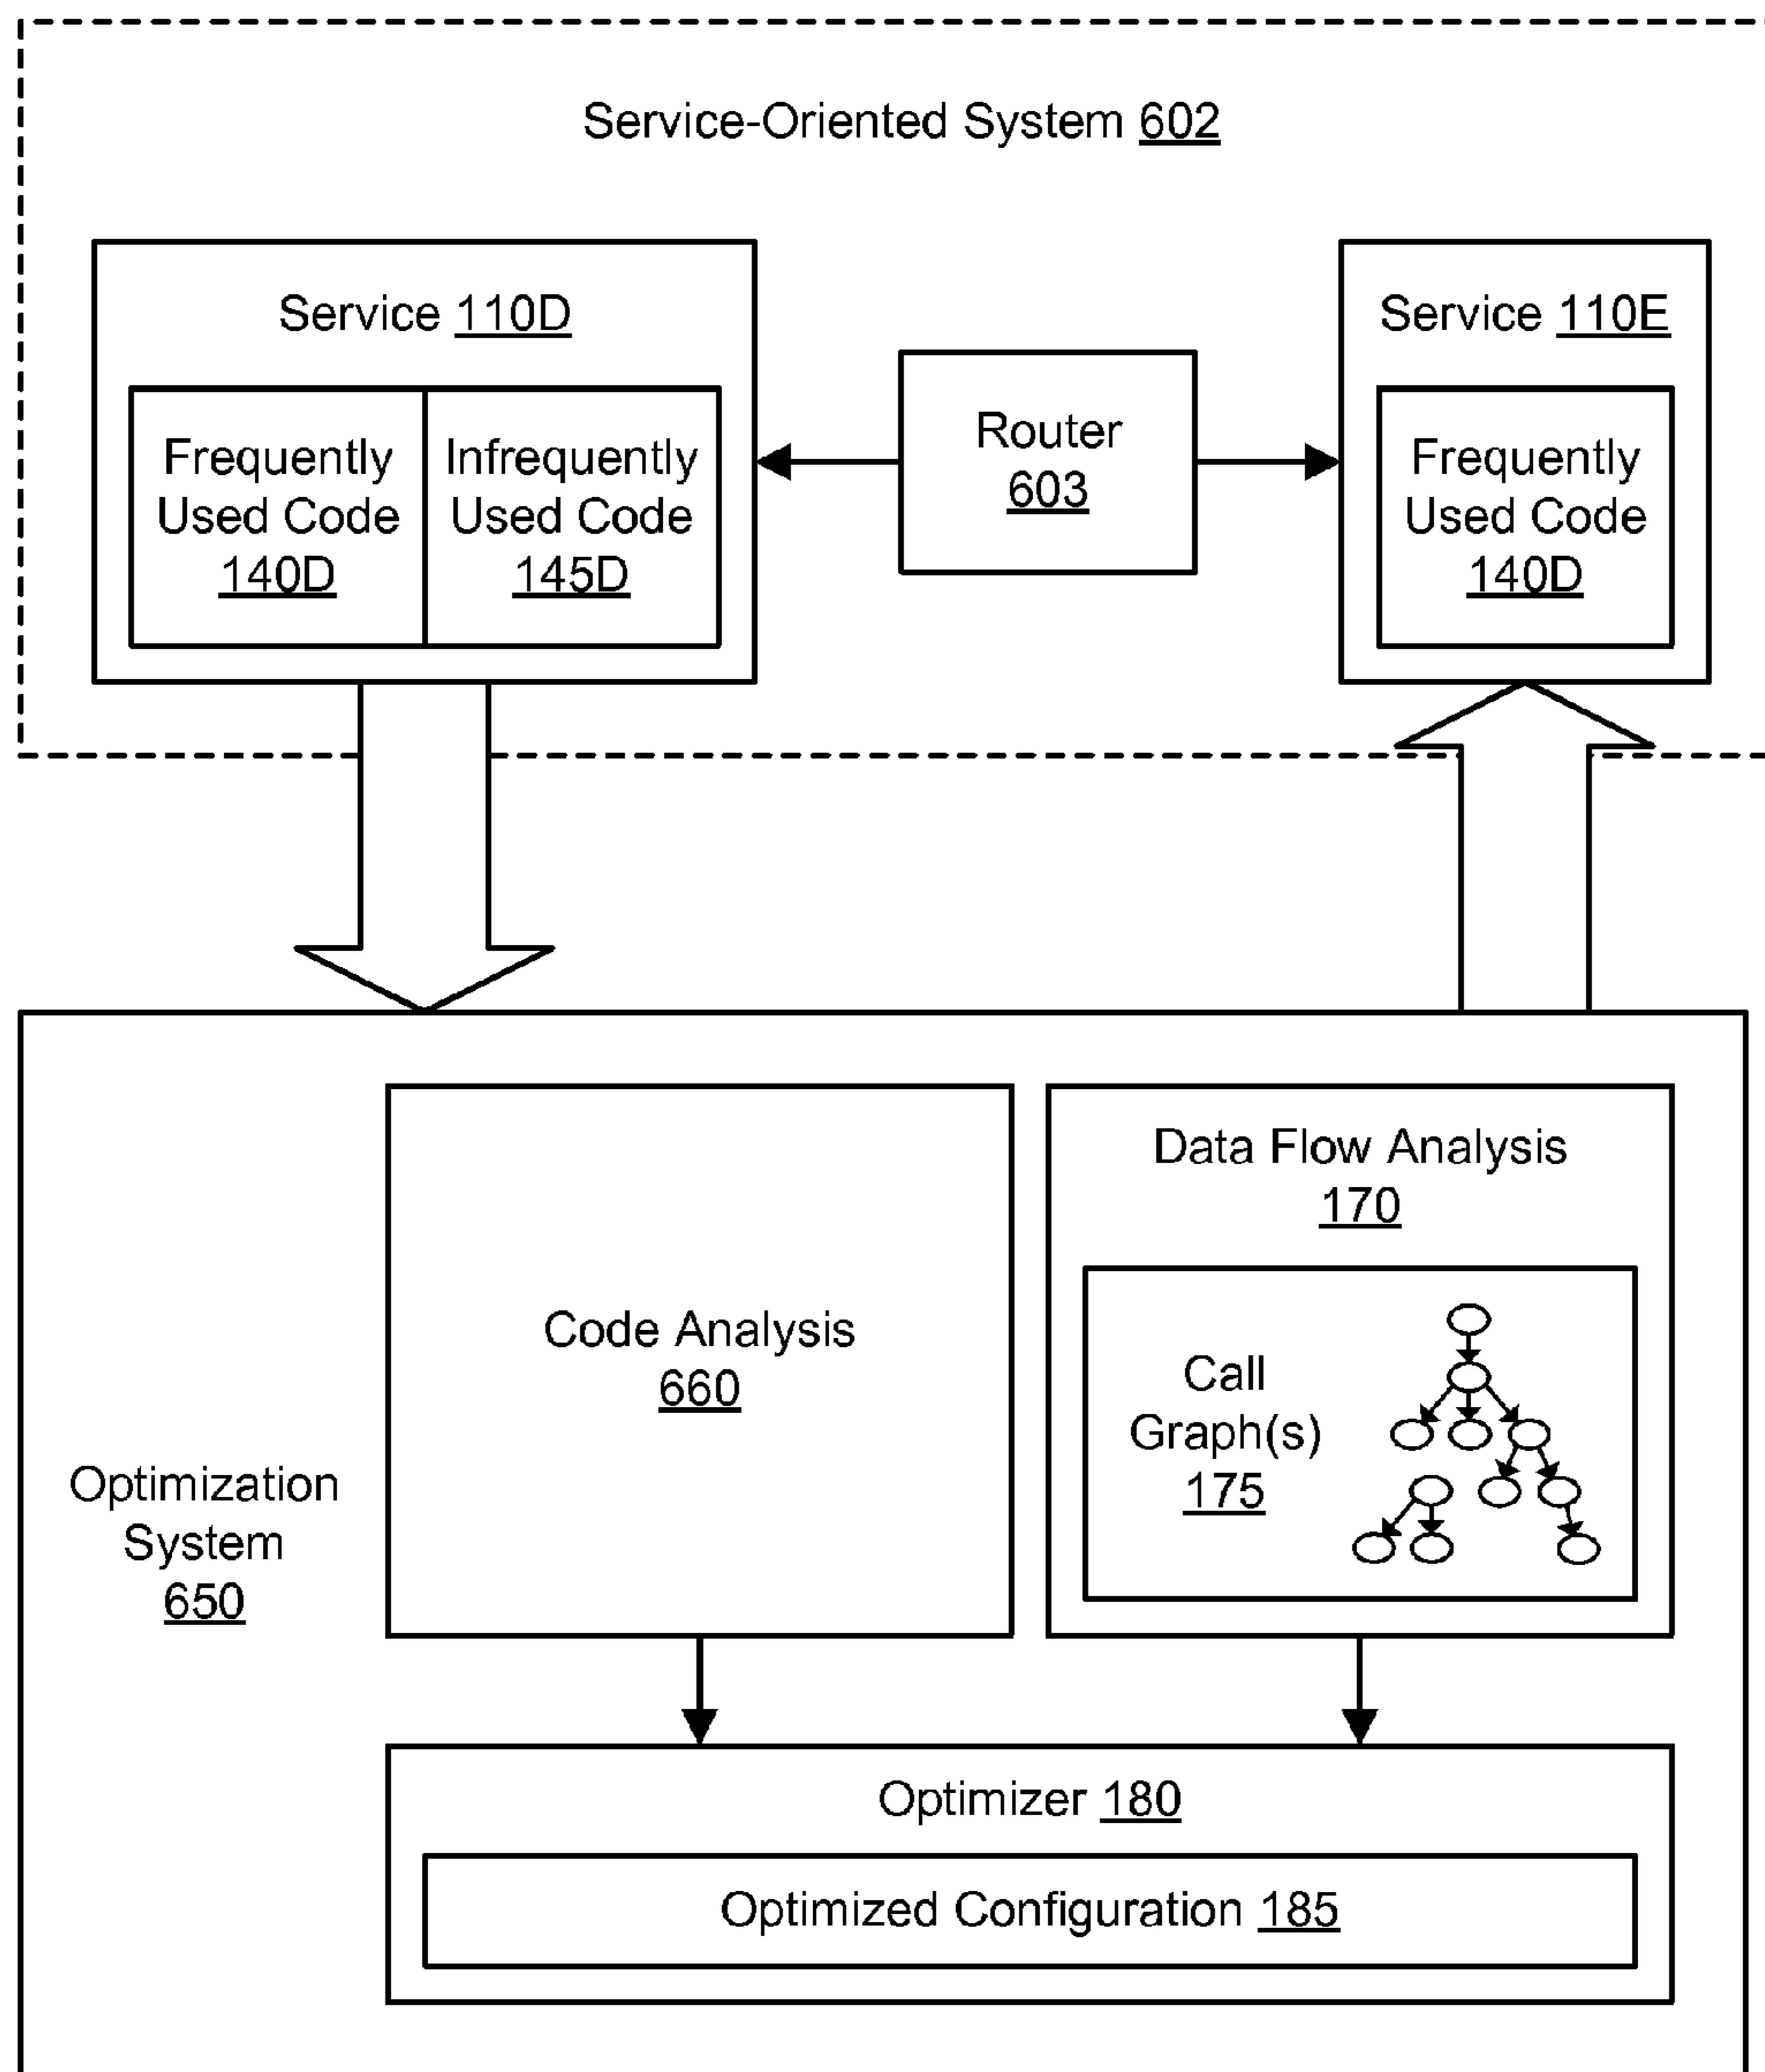 Service-Oriented System 602
Service 110D
Frequently
Used Code
140D
Infrequently
Used Code
145D
Router
603
Service 110E
Frequently
Used Code
140D
Optimization
System
650
Code Analysis
660
Data Flow Analysis
170
Call
Graph(s)
175
Optimizer 180
Optimized Configuration 185